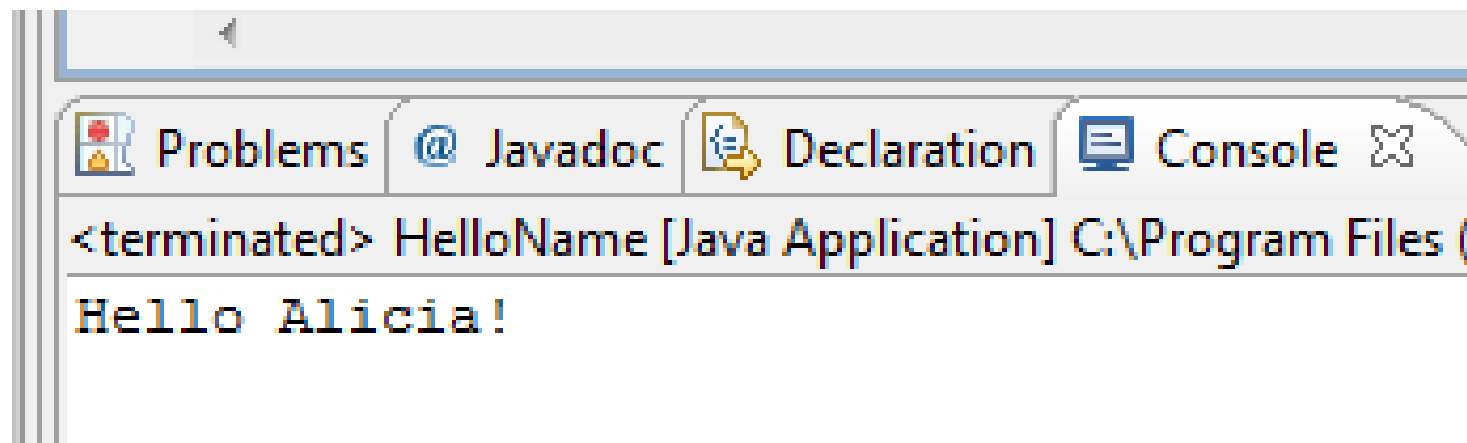 Problems @ Javadoc Declaration Console
<terminated> HelloName [Java Application] C:\Program Files (
Hello Alicia!